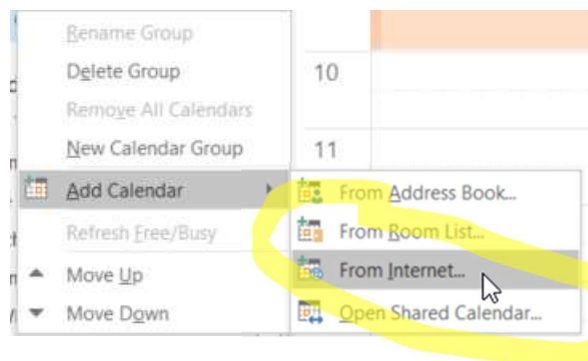 Rename Group
Delete Group
Remove All Calendars
New Calendar Group
Add Calendar
Refresh Free/Busy
Move Up
Move Down
10
11
From Address Book...
From Room List...
From Internet...
Open Shared Calendar...